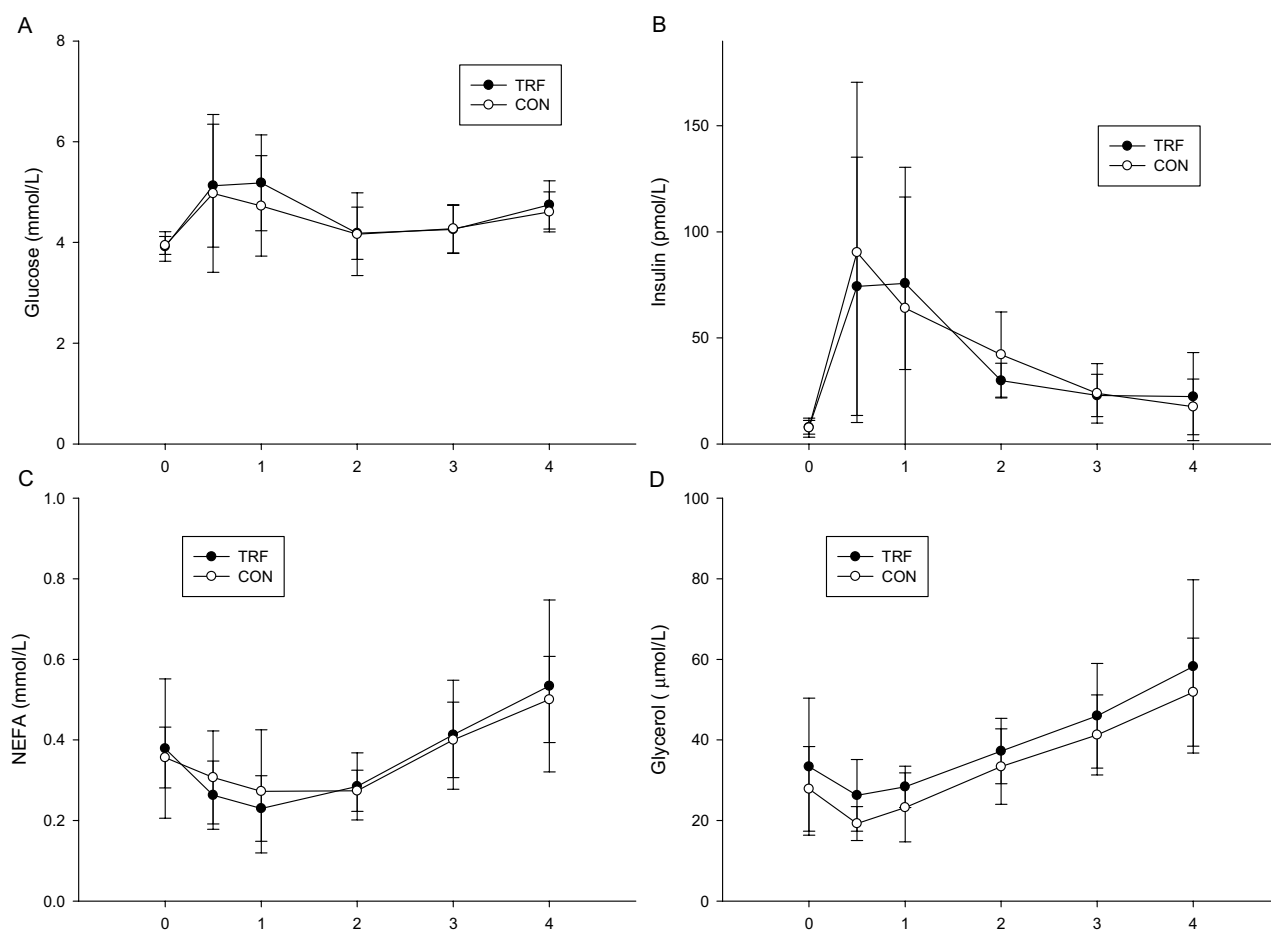 A
8
6
4
2
0
Glucose (mmol/L)
TRF
CON
0 1 2 3 4
B
150
100
50
0
Insulin (pmol/L)
TRF
CON
0 1 2 3 4
C
1.0
0.8
0.6
0.4
0.2
0.0
NEFA (mmol/L)
TRF
CON
0 1 2 3 4
D
100
80
60
40
20
0
Glycerol ( μmol/L)
TRF
CON
0 1 2 3 4